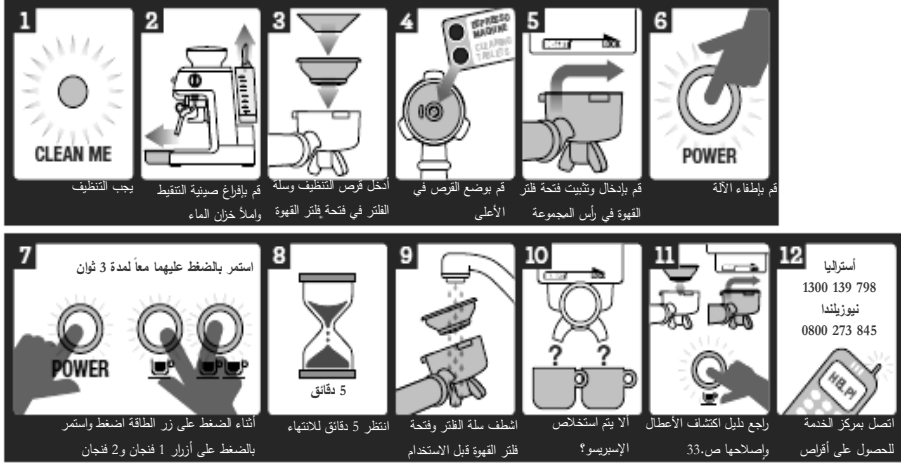 1
CLEAN ME
يجب التنظيف
2
قم بإفراغ صينية التنقيط
واملأ خزان الماء
3
أدخل قرص التنظيف وسلة
الفلتر في فتحة فلتر القهوة
4
ESPRESSO
MACHINE
CLEANING
TABLETS
قم بوضع القرص في
الأعلى
5
قم بإدخال وتثبيت فتحة فلتر
القهوة في رأس المجموعة
6
POWER
قم بإطفاء الآلة
7
استمر بالضغط عليهما معاً لمدة 3 ثوان
POWER
أثناء الضغط على زر الطاقة اضغط واستمر
بالضغط على أزرار 1 فنجان و2 فنجان
8
5 دقائق
انتظر 5 دقائق للانتهاء
9
اشطف سلة الفلتر وفتحة
فلتر القهوة قبل الاستخدام
10
? ?
ألا يتم استخلاص
الإسبريسو؟
11
راجع دليل اكتشاف الأعطال
وإصلاحها ص.33
12
أستراليا
1300 139 798
نيوزيلندا
0800 273 845
HELP!
اتصل بمركز الخدمة
للحصول على أقراص